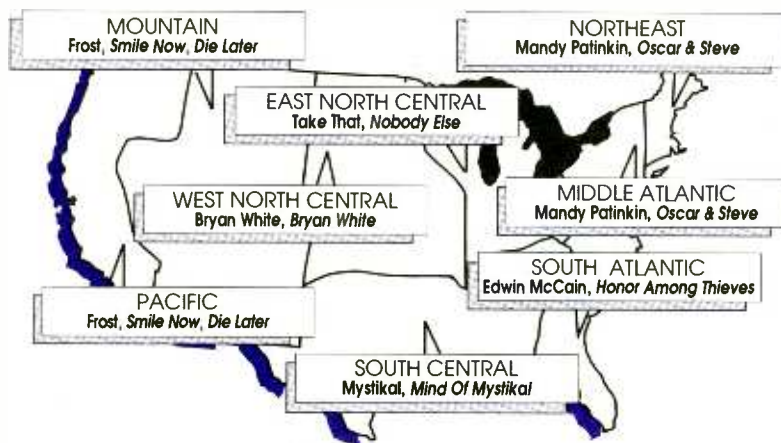 MOUNTAIN
Frost, Smile Now, Die Later
NORTHEAST
Mandy Patinkin, Oscar & Steve
EAST NORTH CENTRAL
Take That, Nobody Else
WEST NORTH CENTRAL
Bryan White, Bryan White
MIDDLE ATLANTIC
Mandy Patinkin, Oscar & Steve
SOUTH ATLANTIC
Edwin McCain, Honor Among Thieves
PACIFIC
Frost, Smile Now, Die Later
SOUTH CENTRAL
Mystikal, Mind Of Mystikal